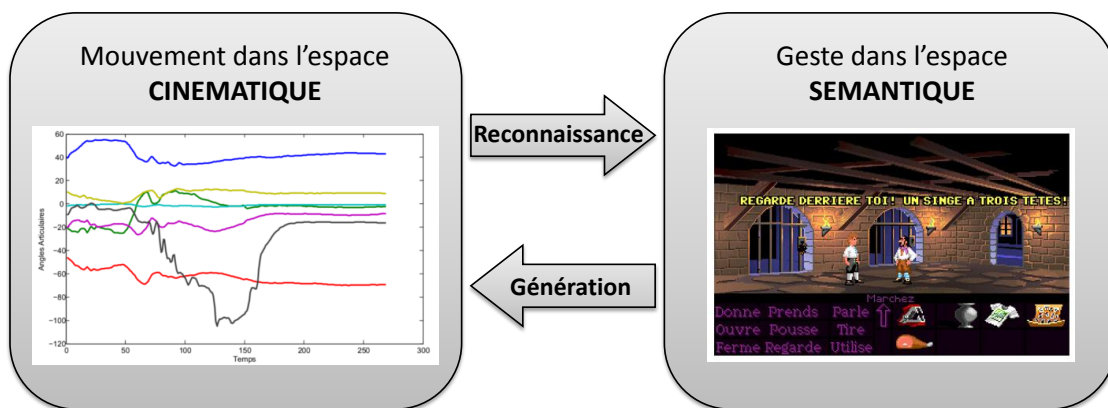 Mouvement dans l'espace
CINEMATIQUE
60
40
20
0
−20
−40
−60
−80
−100
−120
Angles Articulaires
0
50
100
150
200
250
300
Temps
Reconnaissance
Génération
Geste dans l'espace
SEMANTIQUE
REGARDE DERRIERE TOI! UN SINGE A TROIS TETES!
Marchez
Donne Prends Parle
Ouvre Pousse Tire
Ferme Regarde Utilise